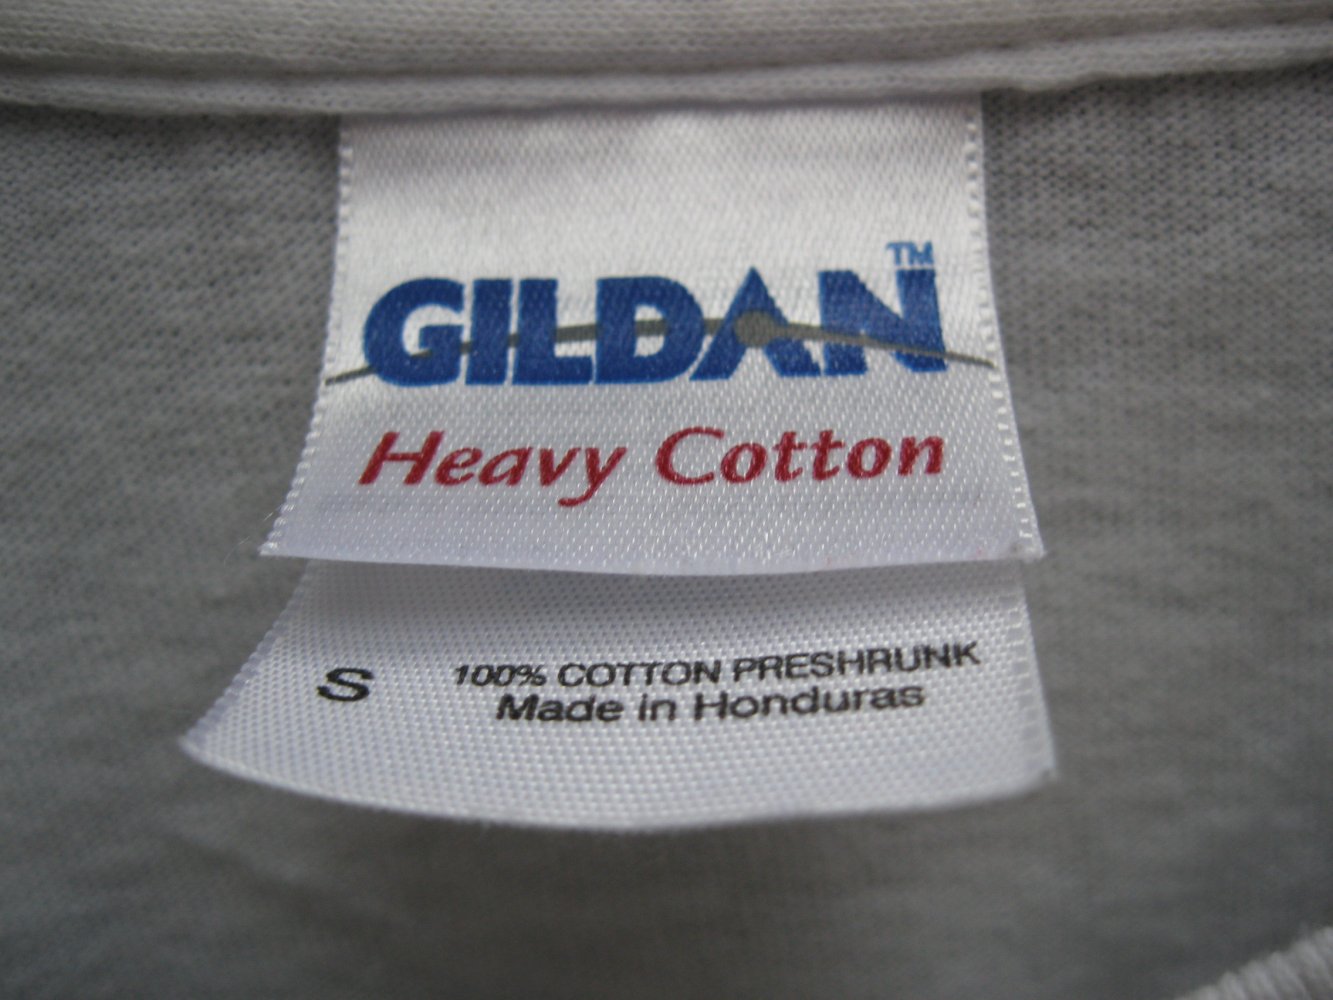 GILDAN™
Heavy Cotton
S 100% COTTON PRESHRUNK
Made in Honduras